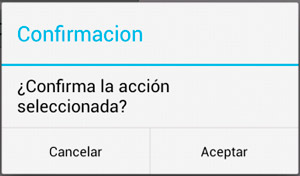 Confirmacion
¿Confirma la acción
seleccionada?
Cancelar Aceptar